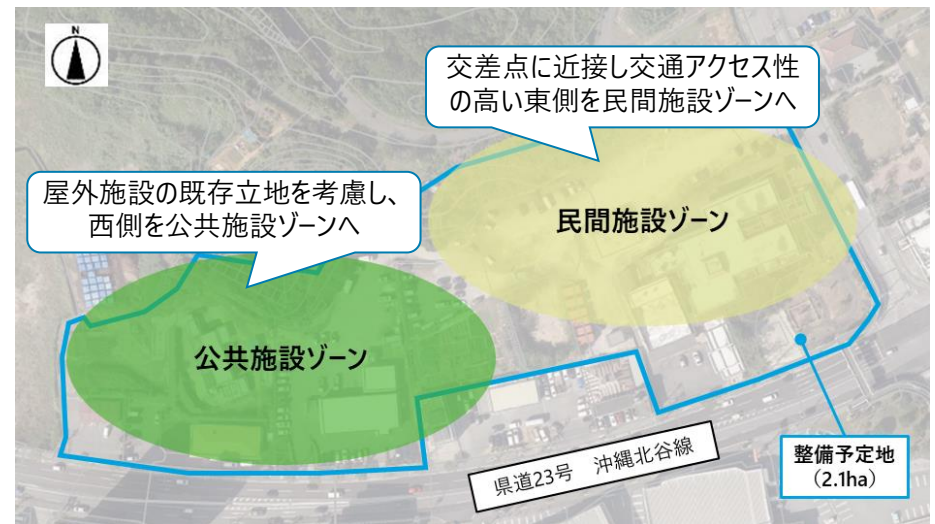 N
交差点に近接し交通アクセス性
の高い東側を民間施設ゾーンへ
屋外施設の既存立地を考慮し、
西側を公共施設ゾーンへ
民間施設ゾーン
公共施設ゾーン
県道23号 沖縄北谷線
整備予定地
（2.1ha）